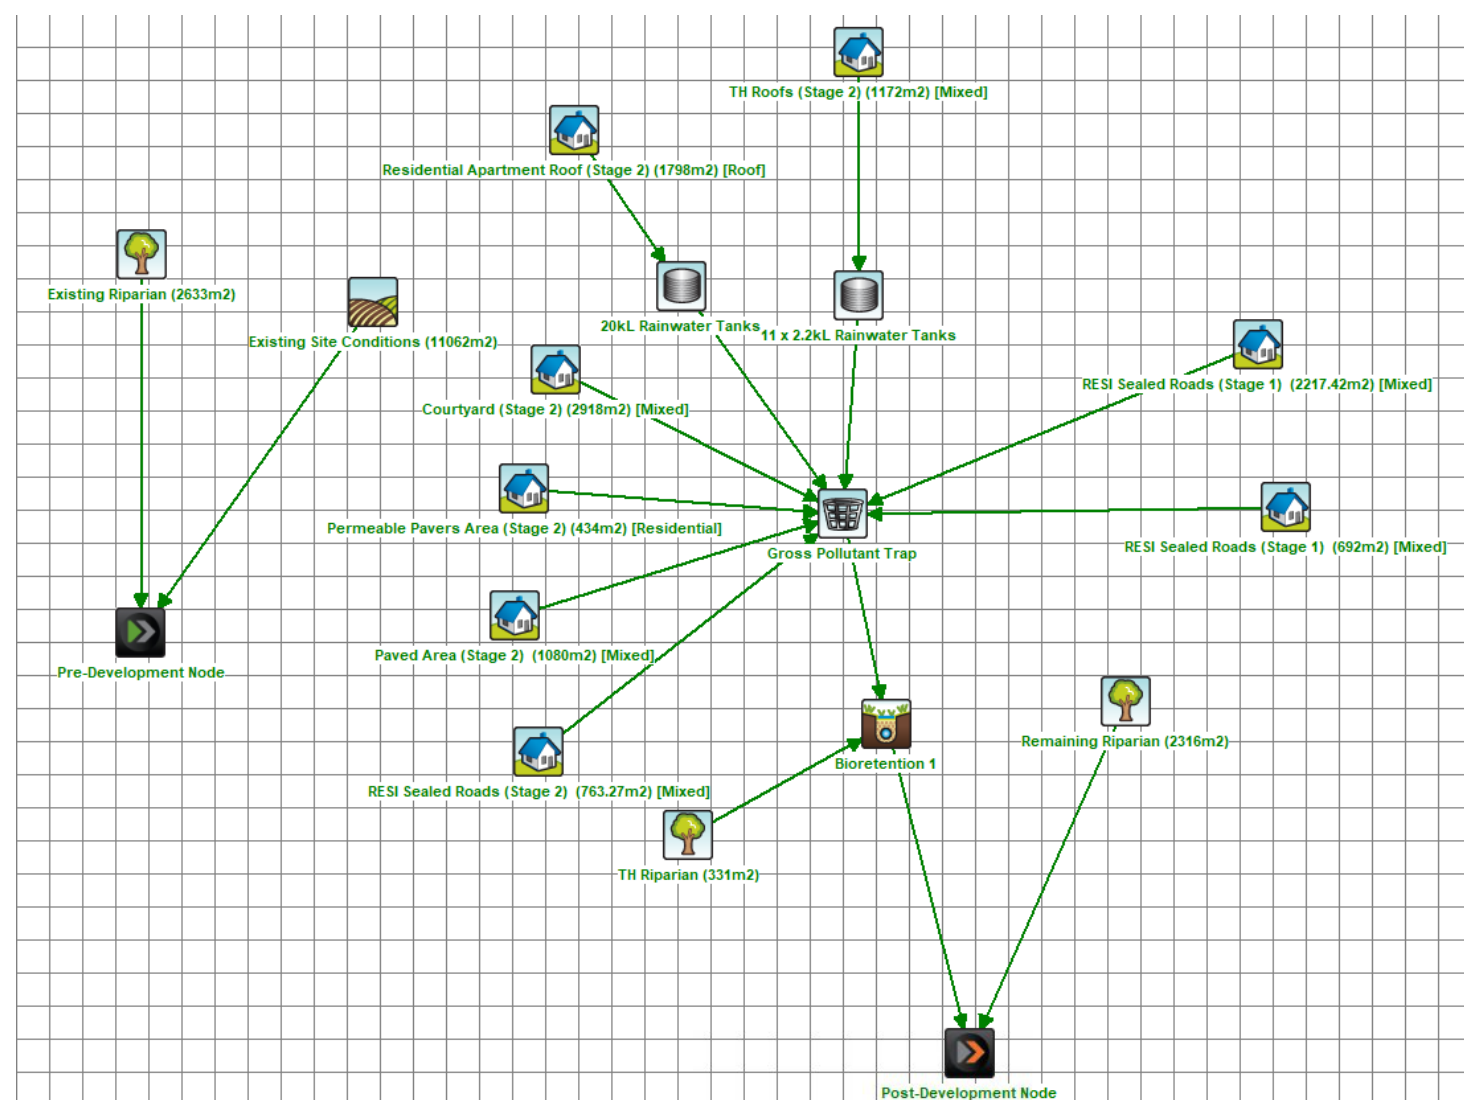 TH Roofs (Stage 2) (1172m2) [Mixed]
Residential Apartment Roof (Stage 2) (1798m2) [Roof]
Existing Riparian (2633m2)
Existing Site Conditions (11062m2)
20kL Rainwater Tanks
11 x 2.2kL Rainwater Tanks
RESI Sealed Roads (Stage 1)  (2217.42m2) [Mixed]
Courtyard (Stage 2) (2918m2) [Mixed]
Permeable Pavers Area (Stage 2) (434m2) [Residential]
Gross Pollutant Trap
RESI Sealed Roads (Stage 1)  (692m2) [Mixed]
Paved Area (Stage 2)  (1080m2) [Mixed]
Pre-Development Node
Remaining Riparian (2316m2)
Bioretention 1
RESI Sealed Roads (Stage 2)  (763.27m2) [Mixed]
TH Riparian (331m2)
Post-Development Node